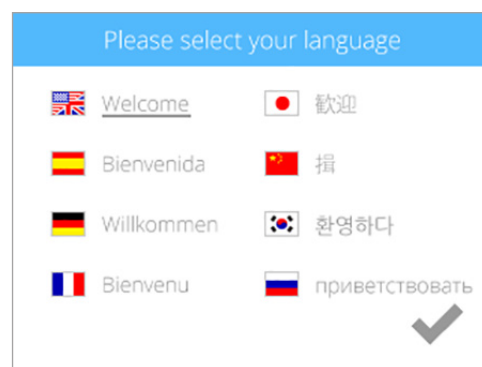 Please select your language
Welcome
歓迎
Bienvenida
揖
Willkommen
환영하다
Bienvenu
приветствовать